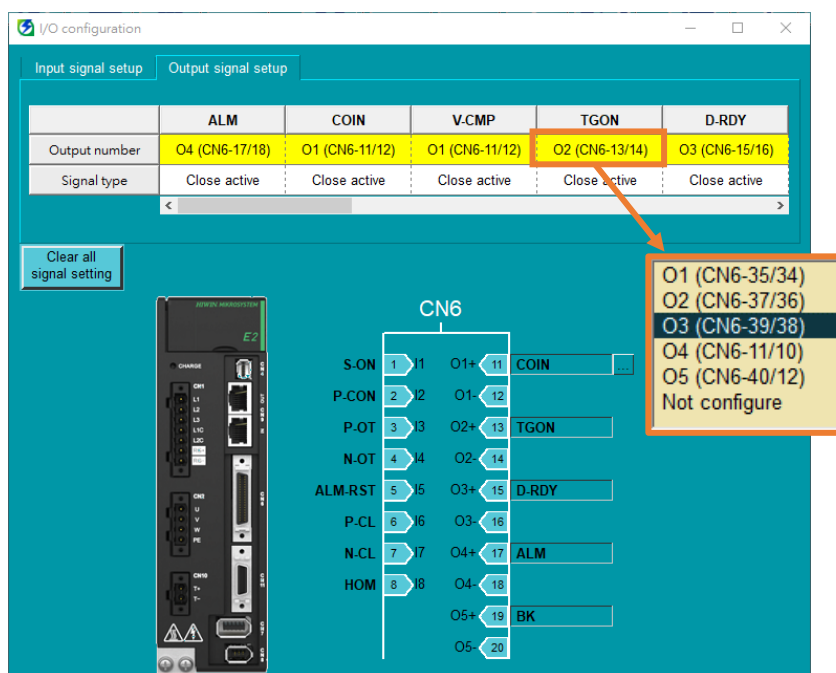 I/O configuration
Input signal setup Output signal setup
ALM COIN V-CMP TGON D-RDY
Output number O4 (CN6-17/18) O1 (CN6-11/12) O1 (CN6-11/12) O2 (CN6-13/14) O3 (CN6-15/16)
Signal type Close active Close active Close active Close active Close active
Clear all
signal setting
O1 (CN6-35/34)
O2 (CN6-37/36)
O3 (CN6-39/38)
O4 (CN6-11/10)
O5 (CN6-40/12)
Not configure
HIWIN MIKROSYSTEM
E2
CHARGE
CN1
L1
L2
L3
L1C
L2C
CN2
U
V
W
PE
CN10
T+
T-
CN6
S-ON 1 I1 O1+ 11 COIN ...
P-CON 2 I2 O1- 12
P-OT 3 I3 O2+ 13 TGON
N-OT 4 I4 O2- 14
ALM-RST 5 I5 O3+ 15 D-RDY
P-CL 6 I6 O3- 16
N-CL 7 I7 O4+ 17 ALM
HOM 8 I8 O4- 18
O5+ 19 BK
O5- 20